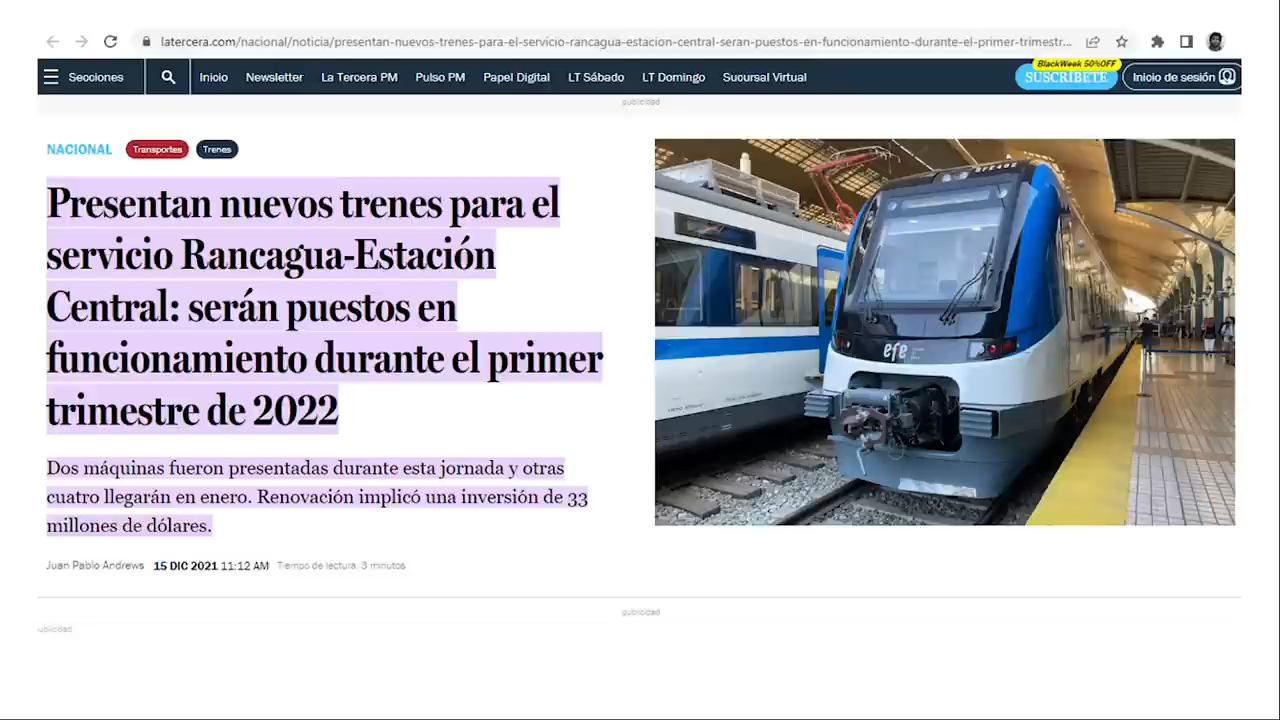 latercera.com/nacional/noticia/presentan-nuevos-trenes-para-el-servicio-rancagua-estacion-central-seran-puestos-en-funcionamiento-durante-el-primer-trimestr...
Secciones
Inicio
Newsletter
La Tercera PM
Pulso PM
Papel Digital
LT Sábado
LT Domingo
Sucursal Virtual
BlackWeek 50%OFF
SUSCRÍBETE
Inicio de sesión
publicidad
NACIONAL
Transportes
Trenes
Presentan nuevos trenes para el
servicio Rancagua-Estación
Central: serán puestos en
funcionamiento durante el primer
trimestre de 2022
Dos máquinas fueron presentadas durante esta jornada y otras
cuatro llegarán en enero. Renovación implicó una inversión de 33
millones de dólares.
Juan Pablo Andrews 15 DIC 2021 11:12 AM Tiempo de lectura: 3 minutos
efe
publicidad
ublicidad